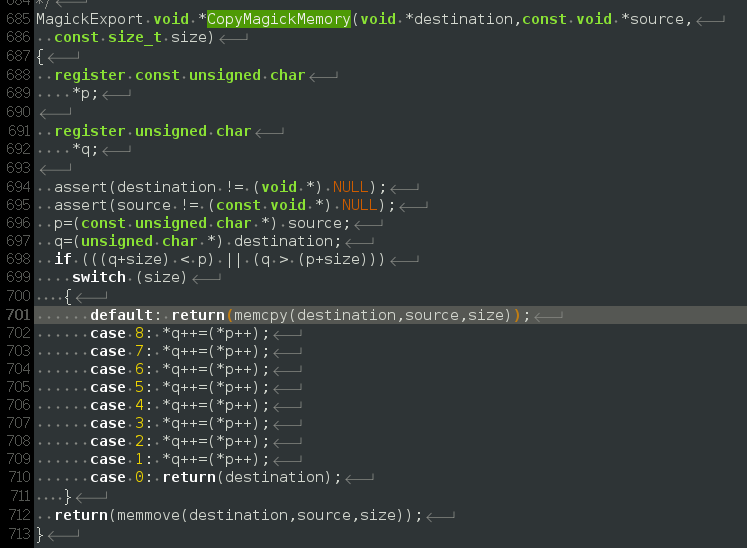 684 */
685 MagickExport void *CopyMagickMemory(void *destination,const void *source,
686   const size_t size)
687 {
688   register const unsigned char
689     *p;
690
691   register unsigned char
692     *q;
693
694   assert(destination != (void *) NULL);
695   assert(source != (const void *) NULL);
696   p=(const unsigned char *) source;
697   q=(unsigned char *) destination;
698   if (((q+size) < p) || (q > (p+size)))
699     switch (size)
700     {
701       default: return(memcpy(destination,source,size));
702       case 8: *q++=(*p++);
703       case 7: *q++=(*p++);
704       case 6: *q++=(*p++);
705       case 5: *q++=(*p++);
706       case 4: *q++=(*p++);
707       case 3: *q++=(*p++);
708       case 2: *q++=(*p++);
709       case 1: *q++=(*p++);
710       case 0: return(destination);
711     }
712   return(memmove(destination,source,size));
713 }